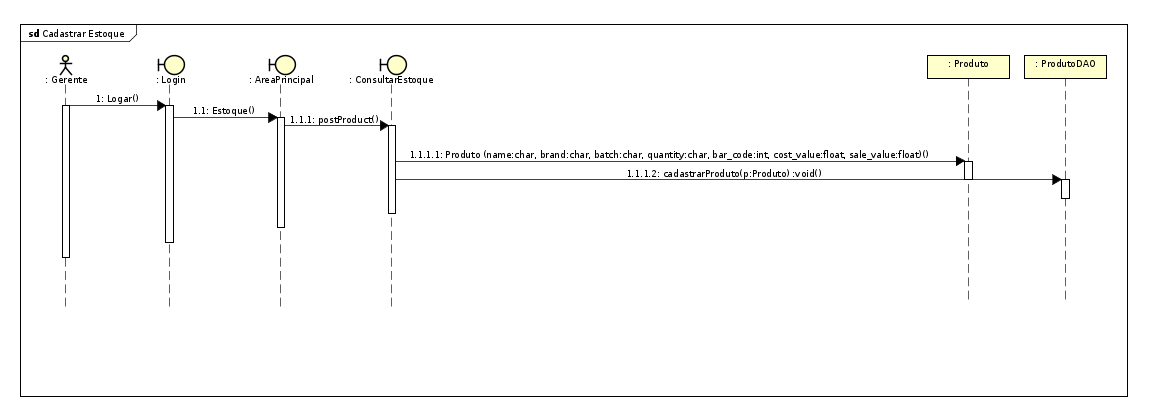 sd Cadastrar Estoque
: Gerente
: Login
: AreaPrincipal
: ConsultarEstoque
: Produto
: ProdutoDAO
1: Logar()
1.1: Estoque()
1.1.1: postProduct()
1.1.1.1: Produto (name:char, brand:char, batch:char, quantity:char, bar_code:int, cost_value:float, sale_value:float)()
1.1.1.2: cadastrarProduto(p:Produto) :void()